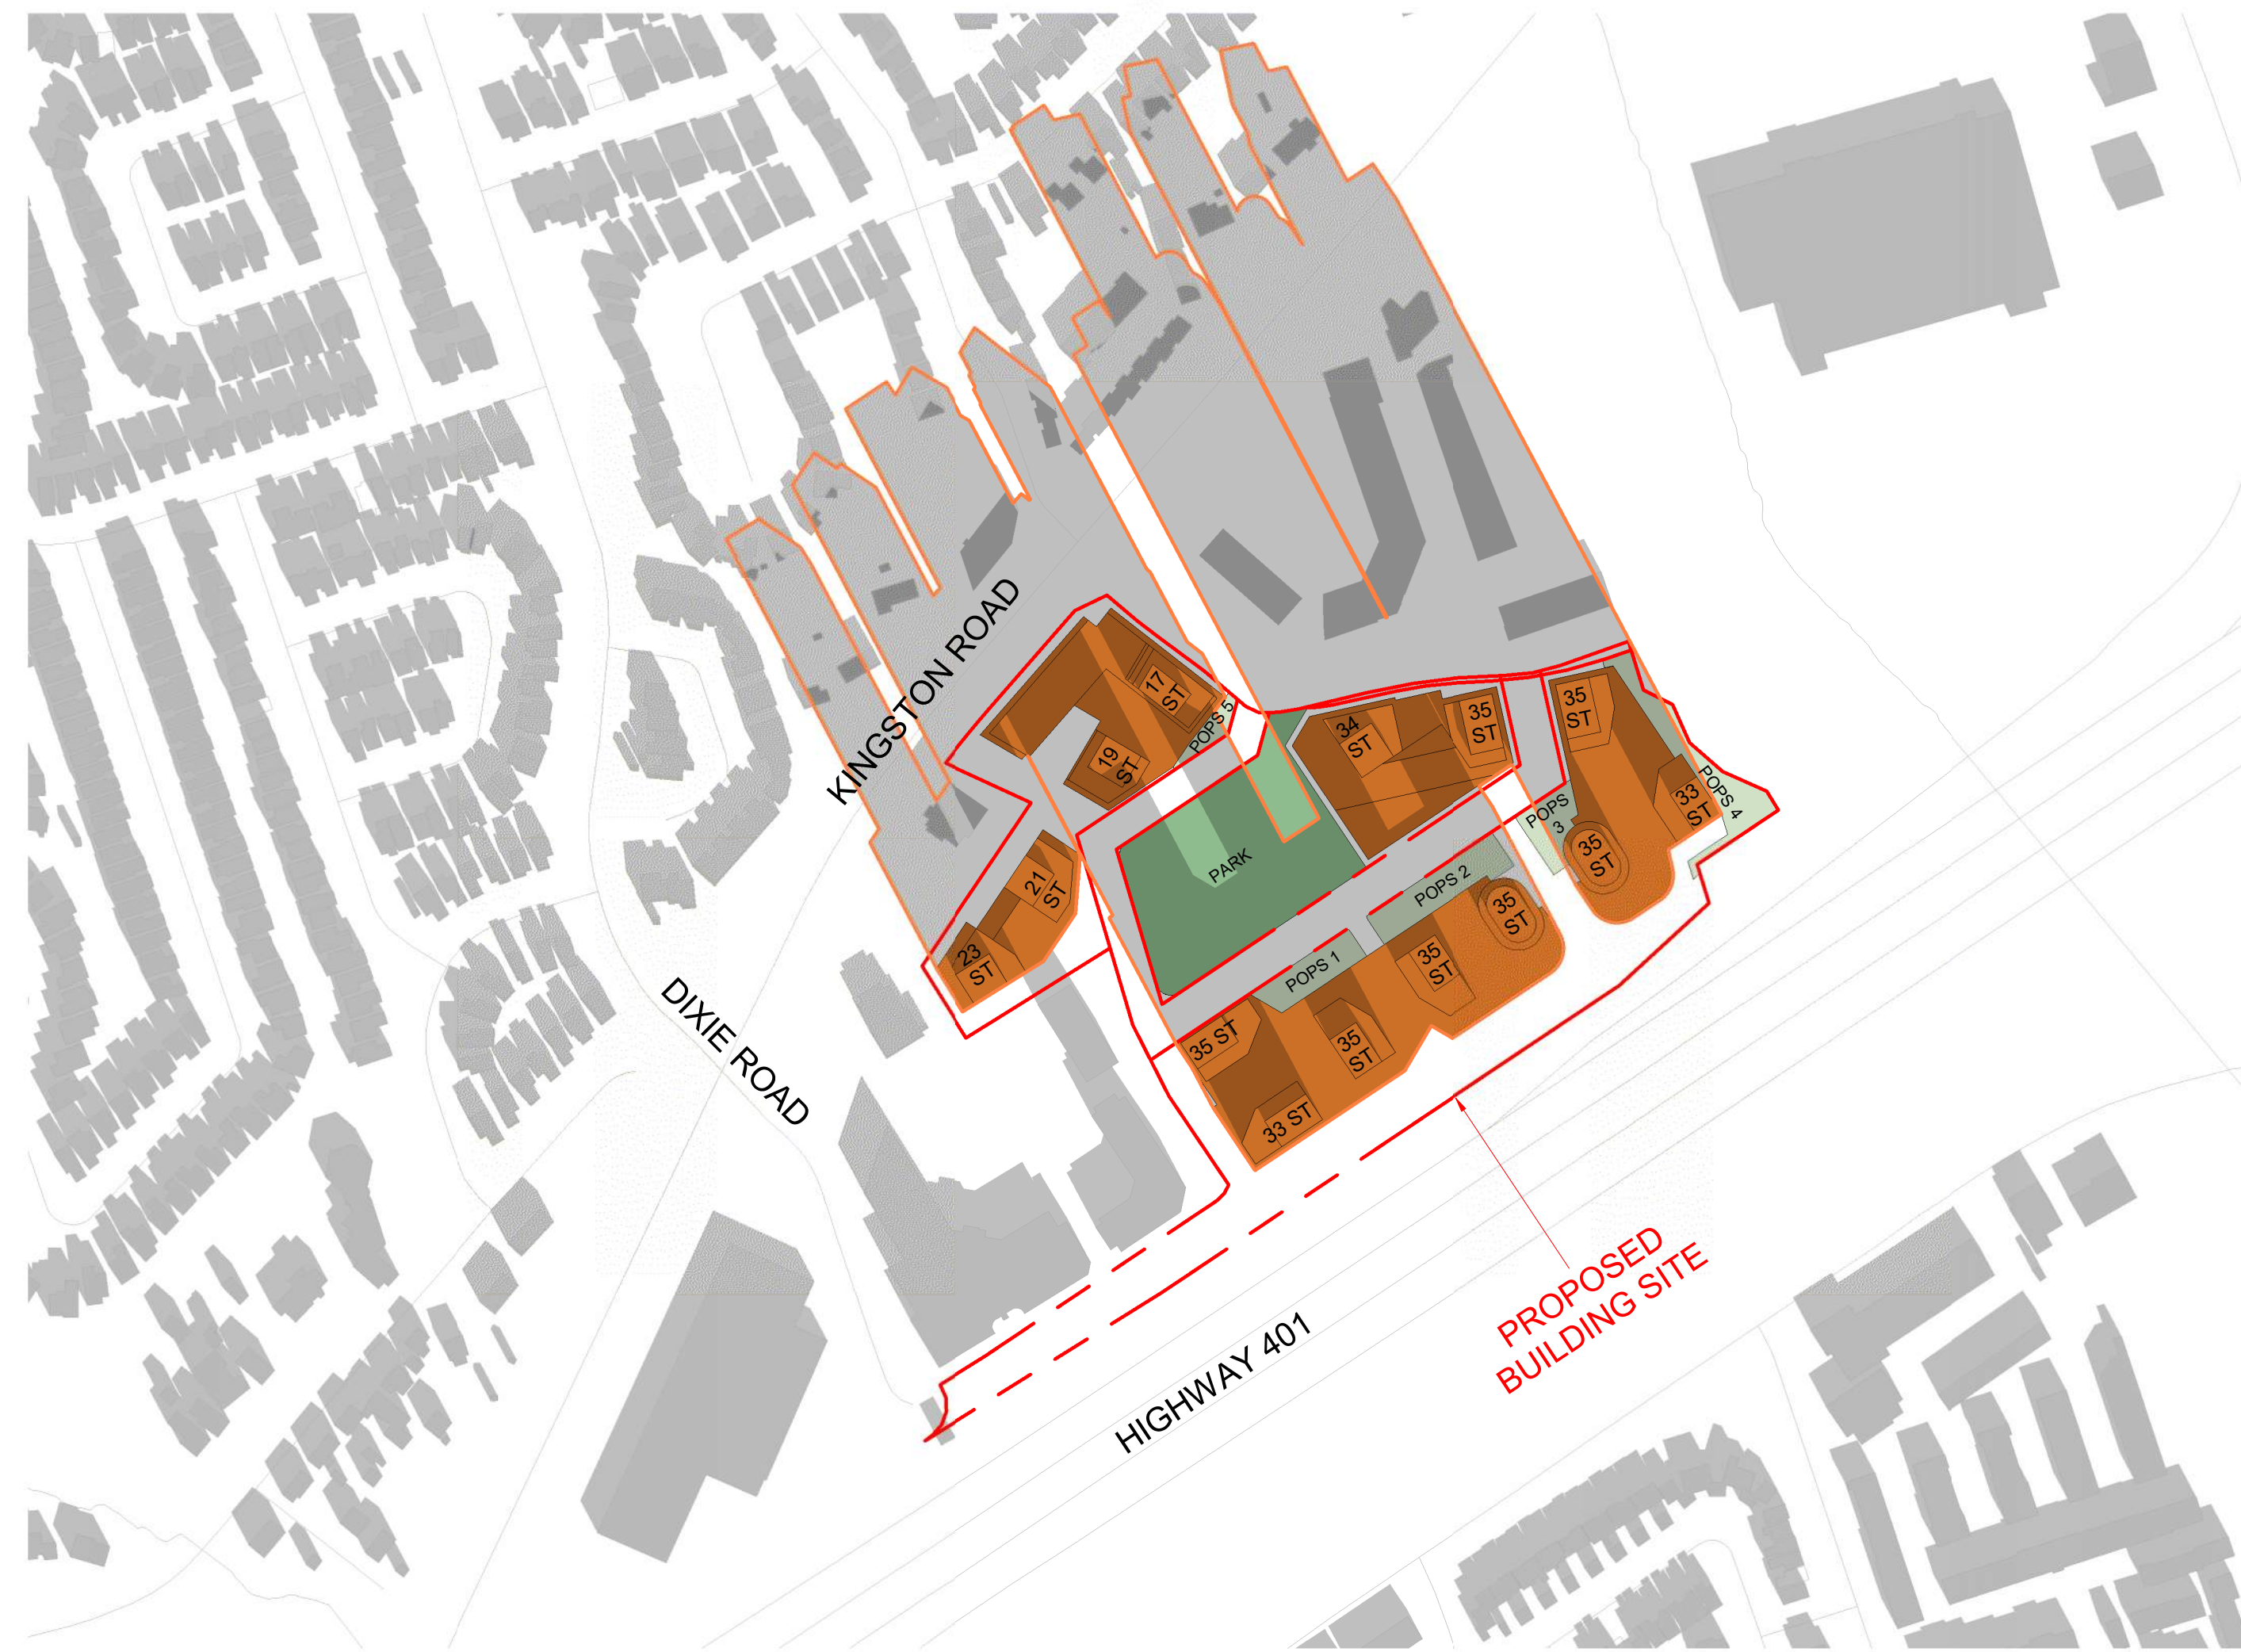 KINGSTON ROAD
17
ST
19
ST
POPS 5
34
ST
35
ST
35
ST
33
ST
POPS 4
POPS
3
35
ST
PARK
21
ST
23
ST
POPS 2
35
ST
35
ST
POPS 1
35 ST
35
ST
33 ST
DIXIE ROAD
HIGHWAY 401
PROPOSED
BUILDING SITE